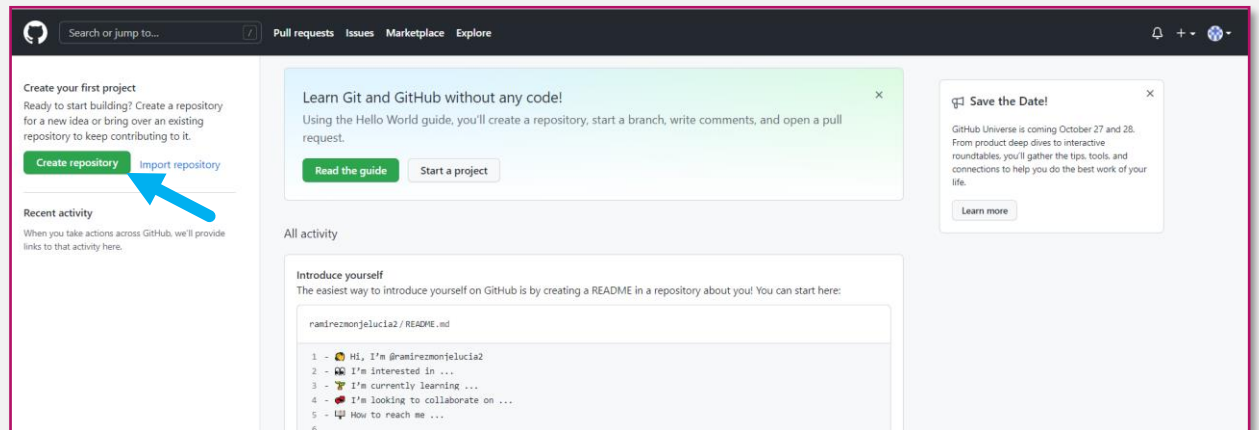 Search or jump to... /
Pull requests Issues Marketplace Explore
Create your first project
Ready to start building? Create a repository
for a new idea or bring over an existing
repository to keep contributing to it.
Create repository Import repository
Recent activity
When you take actions across GitHub, we'll provide
links to that activity here.
Learn Git and GitHub without any code!
Using the Hello World guide, you'll create a repository, start a branch, write comments, and open a pull
request.
Read the guide Start a project
All activity
Introduce yourself
The easiest way to introduce yourself on GitHub is by creating a README in a repository about you! You can start here:
ramirezmonjelucia2/README.md
1 - 👋 Hi, I'm @ramirezmonjelucia2
2 - 👀 I'm interested in ...
3 - 🌱 I'm currently learning ...
4 - 💞️ I'm looking to collaborate on ...
5 - 📫 How to reach me ...
6
Save the Date!
GitHub Universe is coming October 27 and 28.
From product deep dives to interactive
roundtables, you'll gather the tips, tools, and
connections to help you do the best work of your
life.
Learn more